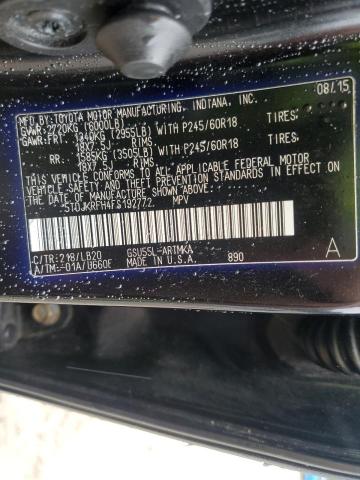 MFD.BY:TOYOTA MOTOR MANUFACTURING, INDIANA, INC. 08/15
GVWR:2720KG(6000LB)
GAWR:FRT. 1340KG(2955LB)WITH P245/60R18 TIRES,
18X7.5J RIMS
RR. 1585KG(3505LB)WITH P245/60R18 TIRES,
18X7.5J RIMS
THIS VEHICLE CONFORMS TO ALL APPLICABLE FEDERAL MOTOR
VEHICLE SAFETY, BUMPER, AND THEFT PREVENTION STANDARDS IN EFFECT ON
THE DATE OF MANUFACTURE SHOWN ABOVE.
5TDJKRFH4FS192772 MPV
C/TR:218/LB20 GSU55L-ARTMKA
A/TM:-01A/U660F MADE IN U.S.A. 890 A